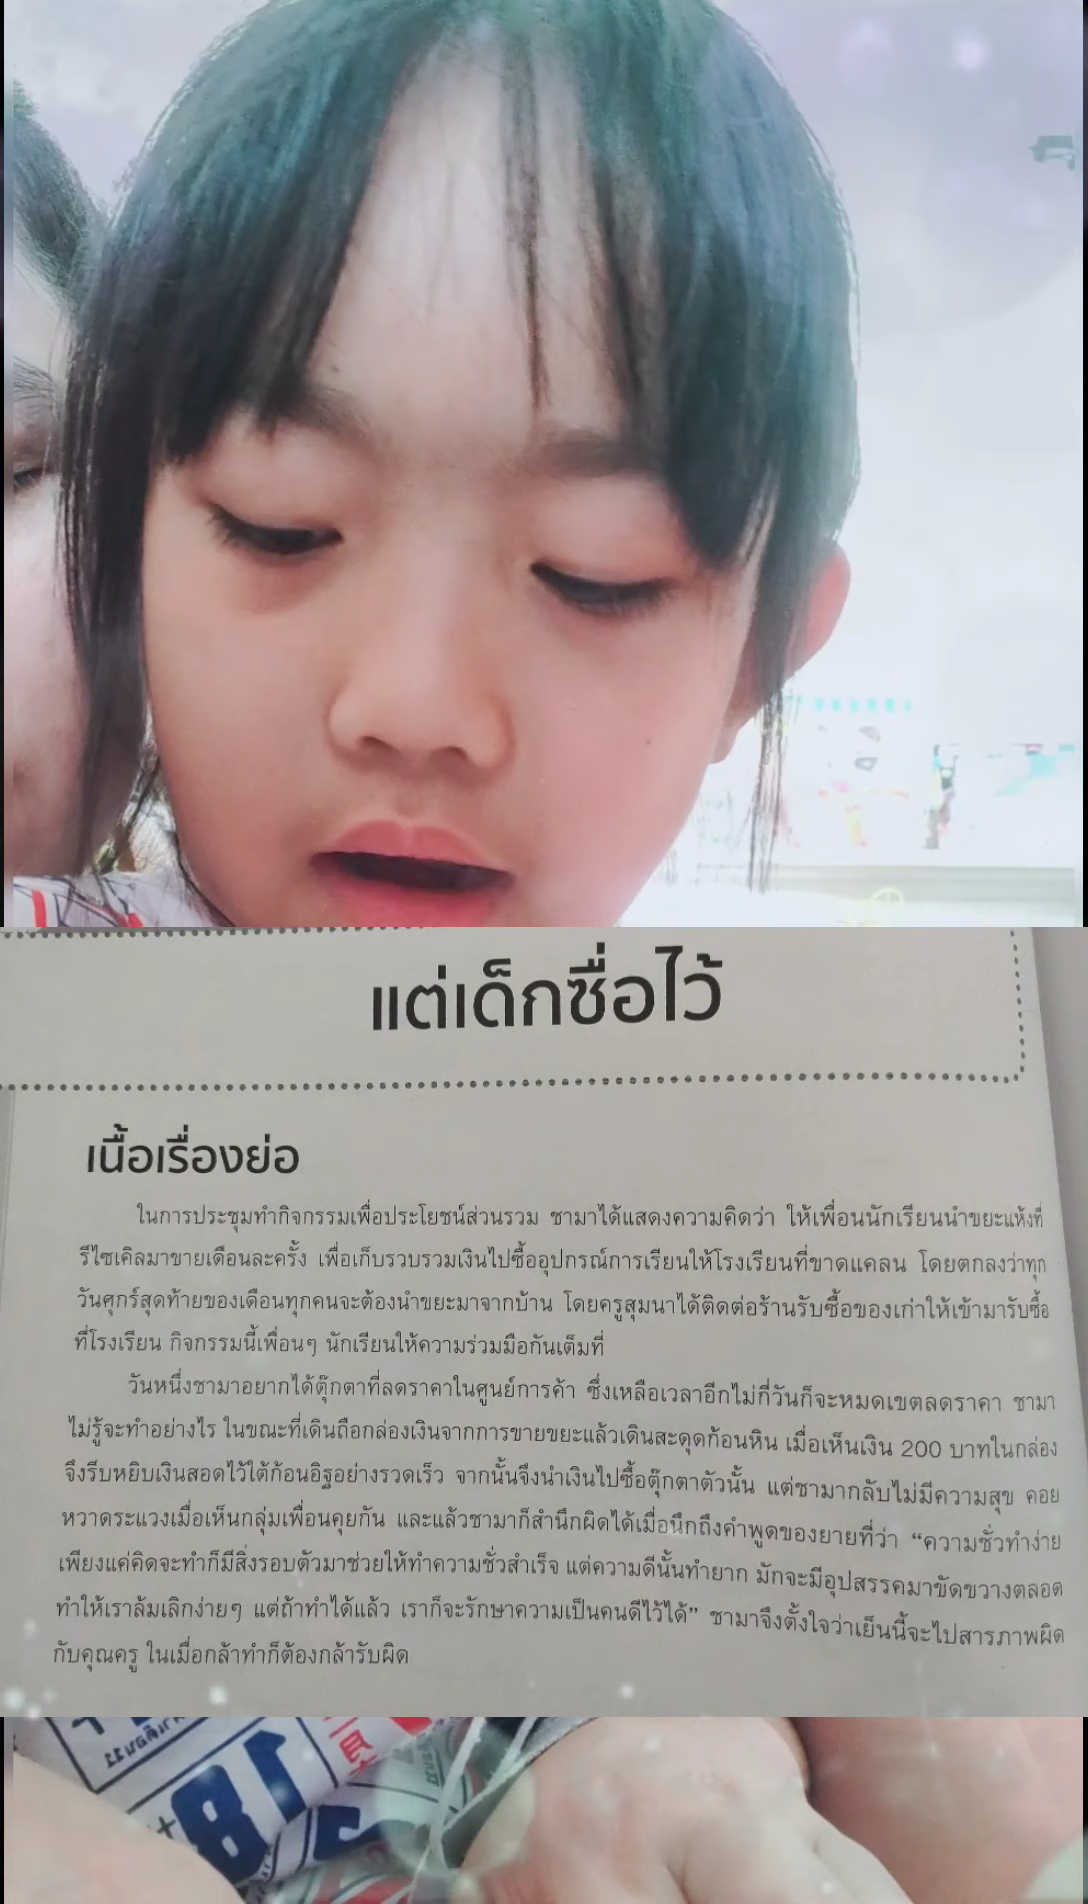 แต่เด็กซื่อไว้
เนื้อเรื่องย่อ
ในการประชุมทำกิจกรรมเพื่อประโยชน์ส่วนรวม ชามาได้แสดงความคิดว่า ให้เพื่อนนักเรียนนำขยะแห้งที่
รีไซเคิลมาขายเดือนละครั้ง เพื่อเก็บรวบรวมเงินไปซื้ออุปกรณ์การเรียนให้โรงเรียนที่ขาดแคลน โดยตกลงว่าทุก
วันศุกร์สุดท้ายของเดือนทุกคนจะต้องนำขยะมาจากบ้าน โดยครูสุมนาได้ติดต่อร้านรับซื้อของเก่าให้เข้ามารับซื้อ
ที่โรงเรียน กิจกรรมนี้เพื่อนๆ นักเรียนให้ความร่วมมือกันเต็มที่
วันหนึ่งชามาอยากได้ตุ๊กตาที่ลดราคาในศูนย์การค้า ซึ่งเหลือเวลาอีกไม่กี่วันก็จะหมดเขตลดราคา ชามา
ไม่รู้จะทำอย่างไร ในขณะที่เดินถือกล่องเงินจากการขายขยะแล้วเดินสะดุดก้อนหิน เมื่อเห็นเงิน 200 บาทในกล่อง
จึงรีบหยิบเงินสอดไว้ใต้ก้อนอิฐอย่างรวดเร็ว จากนั้นจึงนำเงินไปซื้อตุ๊กตาตัวนั้น แต่ชามากลับไม่มีความสุข คอย
หวาดระแวงเมื่อเห็นกลุ่มเพื่อนคุยกัน และแล้วชามาก็สำนึกผิดได้เมื่อนึกถึงคำพูดของยายที่ว่า “ความชั่วทำง่าย
เพียงแค่คิดจะทำก็มีสิ่งรอบตัวมาช่วยให้ทำความชั่วสำเร็จ แต่ความดีนั้นทำยาก มักจะมีอุปสรรคมาขัดขวางตลอด
ทำให้เราล้มเลิกง่ายๆ แต่ถ้าทำได้แล้ว เราก็จะรักษาความเป็นคนดีไว้ได้” ชามาจึงตั้งใจว่าเย็นนี้จะไปสารภาพผิด
กับคุณครู ในเมื่อกล้าทำก็ต้องกล้ารับผิด
18